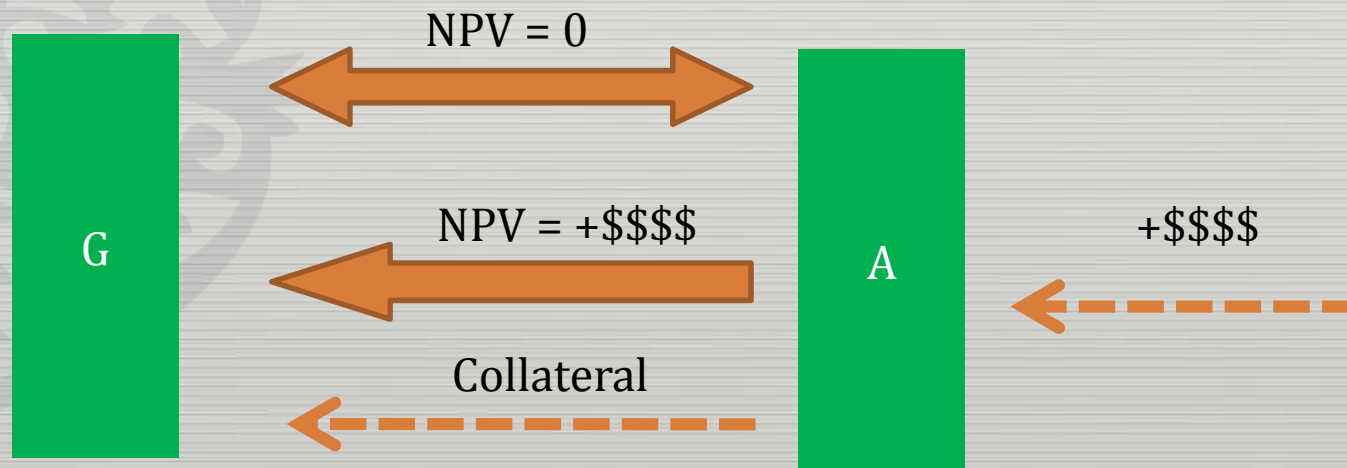 NPV = 0
G
NPV = +$$$$
A
+$$$$
Collateral